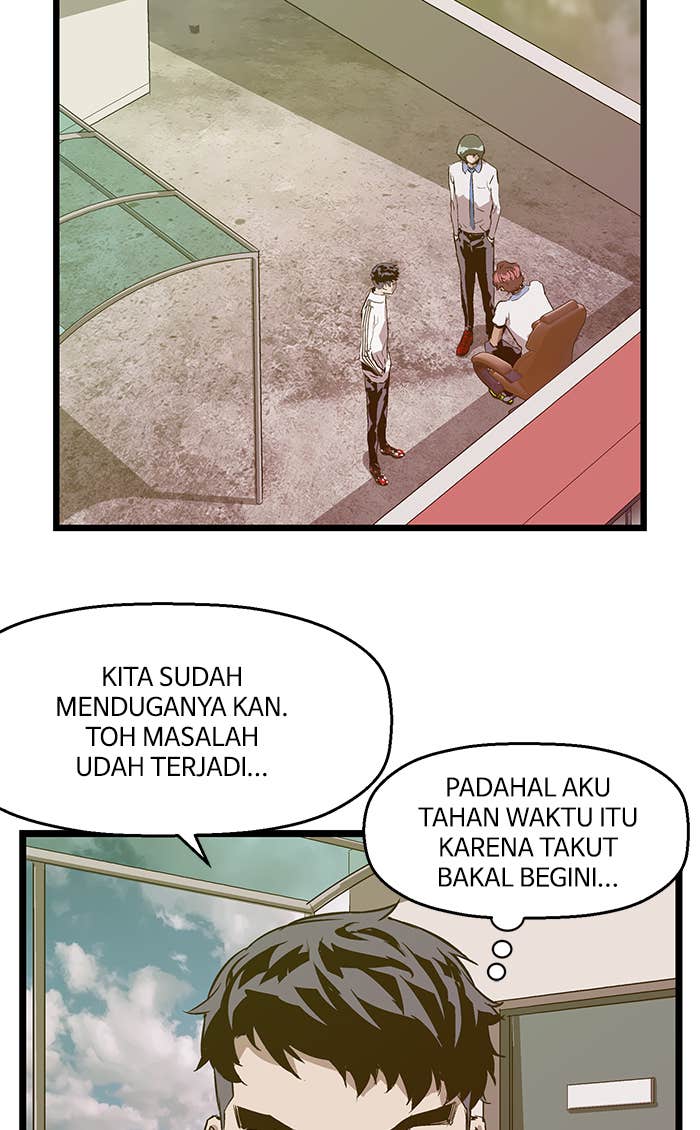 KITA SUDAH
MENDUGANYA KAN.
TOH MASALAH
UDAH TERJADI...
PADAHAL AKU
TAHAN WAKTU ITU
KARENA TAKUT
BAKAL BEGINI...